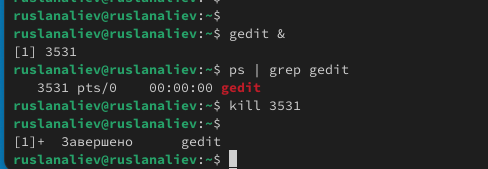 ruslanaliev@ruslanaliev:~$
ruslanaliev@ruslanaliev:~$ gedit &
[1] 3531
ruslanaliev@ruslanaliev:~$ ps | grep gedit
   3531 pts/0    00:00:00 gedit
ruslanaliev@ruslanaliev:~$ kill 3531
ruslanaliev@ruslanaliev:~$
[1]+  Завершено      gedit
ruslanaliev@ruslanaliev:~$